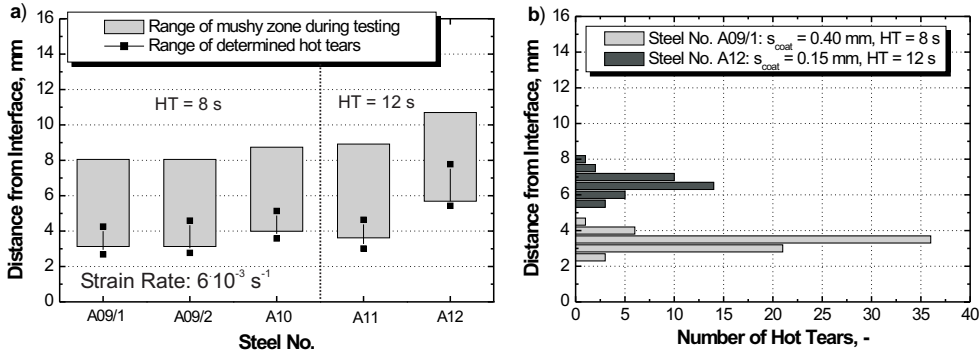 a)
Range of mushy zone during testing
Range of determined hot tears
HT = 8 s
HT = 12 s
Strain Rate: 6·10⁻³ s⁻¹
Distance from Interface, mm
16
14
12
10
8
6
4
2
0
A09/1
A09/2
A10
A11
A12
Steel No.
b)
Steel No. A09/1: s_coat = 0.40 mm, HT = 8 s
Steel No. A12: s_coat = 0.15 mm, HT = 12 s
Distance from Interface, mm
16
14
12
10
8
6
4
2
0
0 5 10 15 20 25 30 35 40
Number of Hot Tears, -